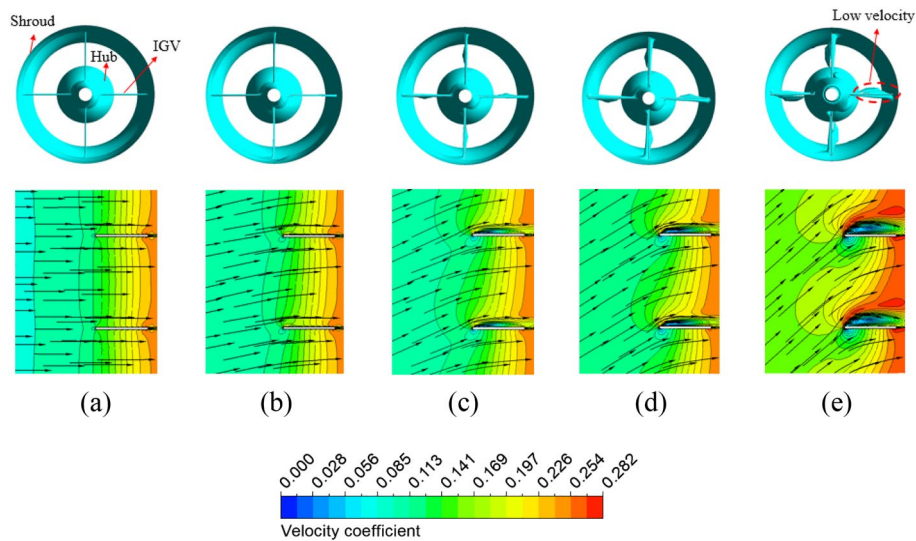 Shroud
IGV
Hub
Low velocity
(a) (b) (c) (d) (e)
0.000 0.028 0.056 0.085 0.113 0.141 0.169 0.197 0.226 0.254 0.282
Velocity coefficient